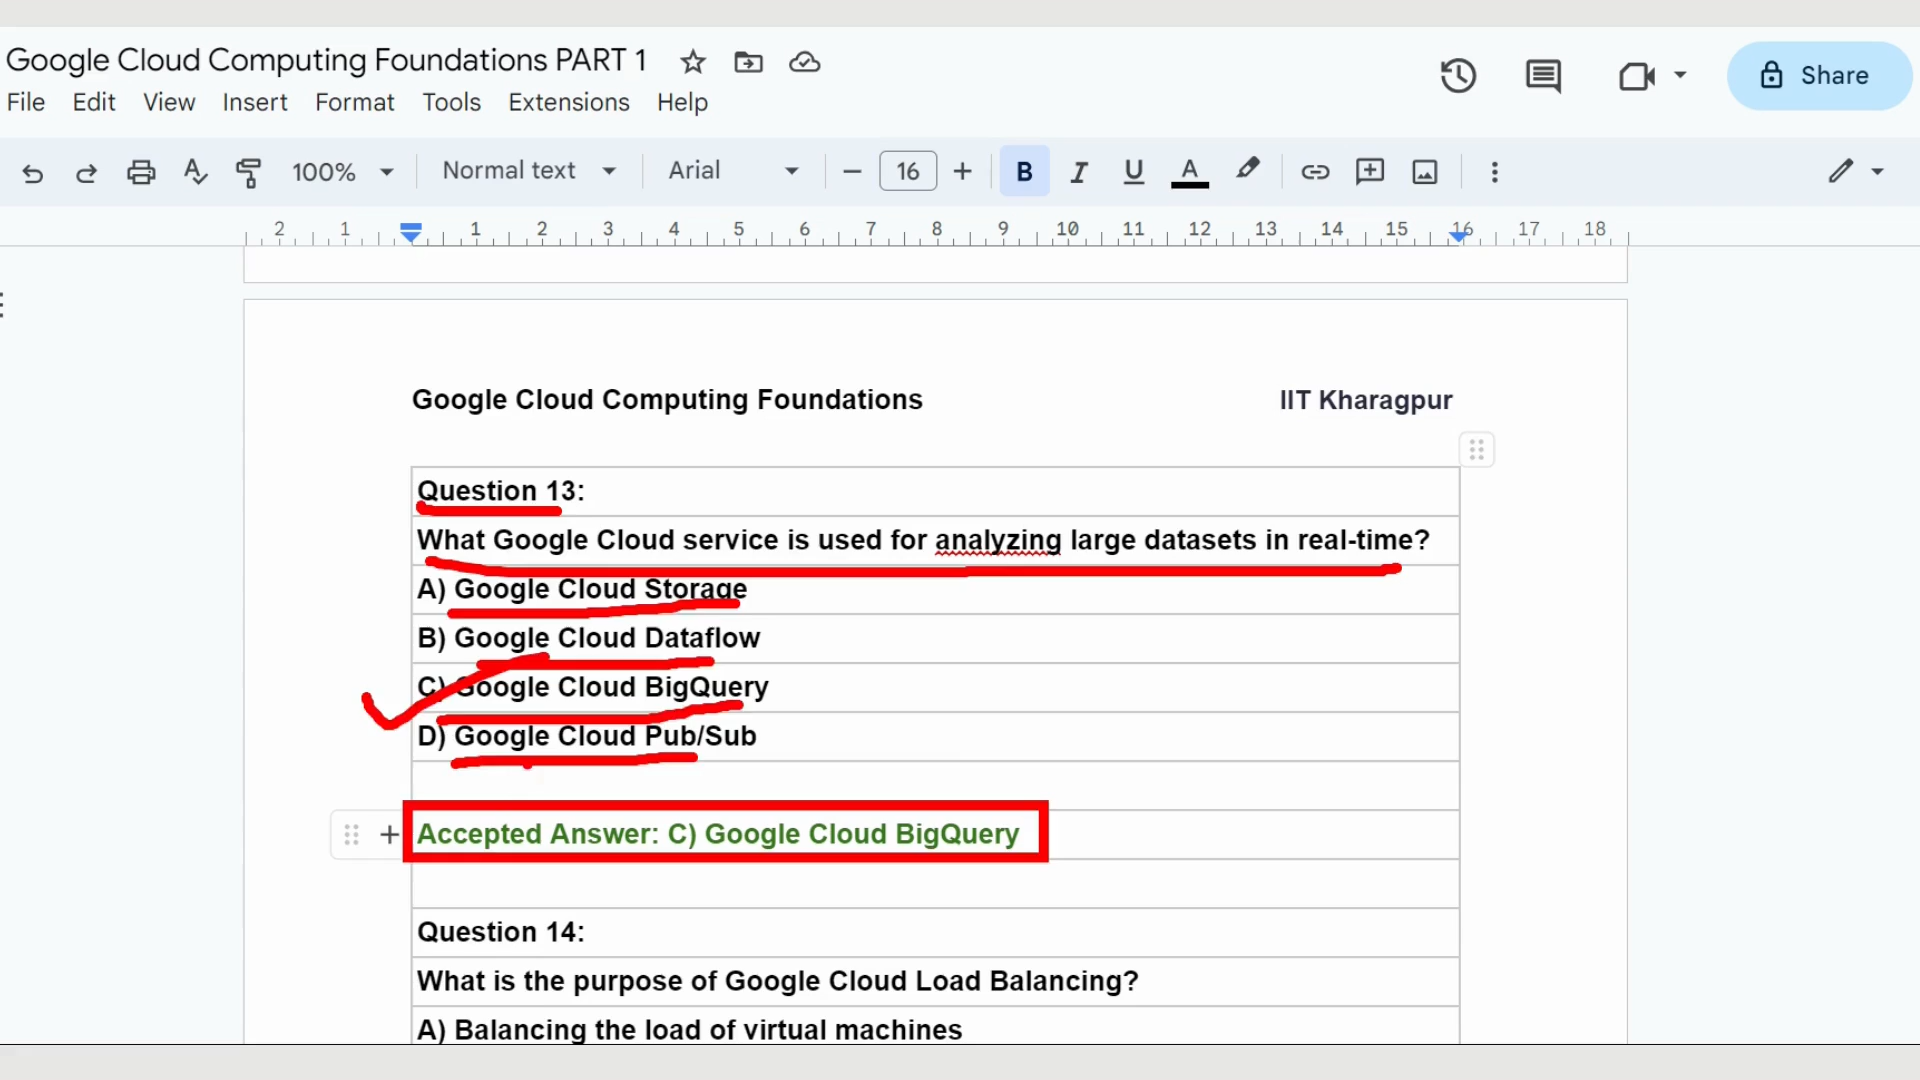 Google Cloud Computing Foundations PART 1
File Edit View Insert Format Tools Extensions Help
Share
100% Normal text Arial 16 B I U A
2 1 1 2 3 4 5 6 7 8 9 10 11 12 13 14 15 16 17 18
Google Cloud Computing Foundations IIT Kharagpur
Question 13:
What Google Cloud service is used for analyzing large datasets in real-time?
A) Google Cloud Storage
B) Google Cloud Dataflow
C) Google Cloud BigQuery
D) Google Cloud Pub/Sub
Accepted Answer: C) Google Cloud BigQuery
Question 14:
What is the purpose of Google Cloud Load Balancing?
A) Balancing the load of virtual machines